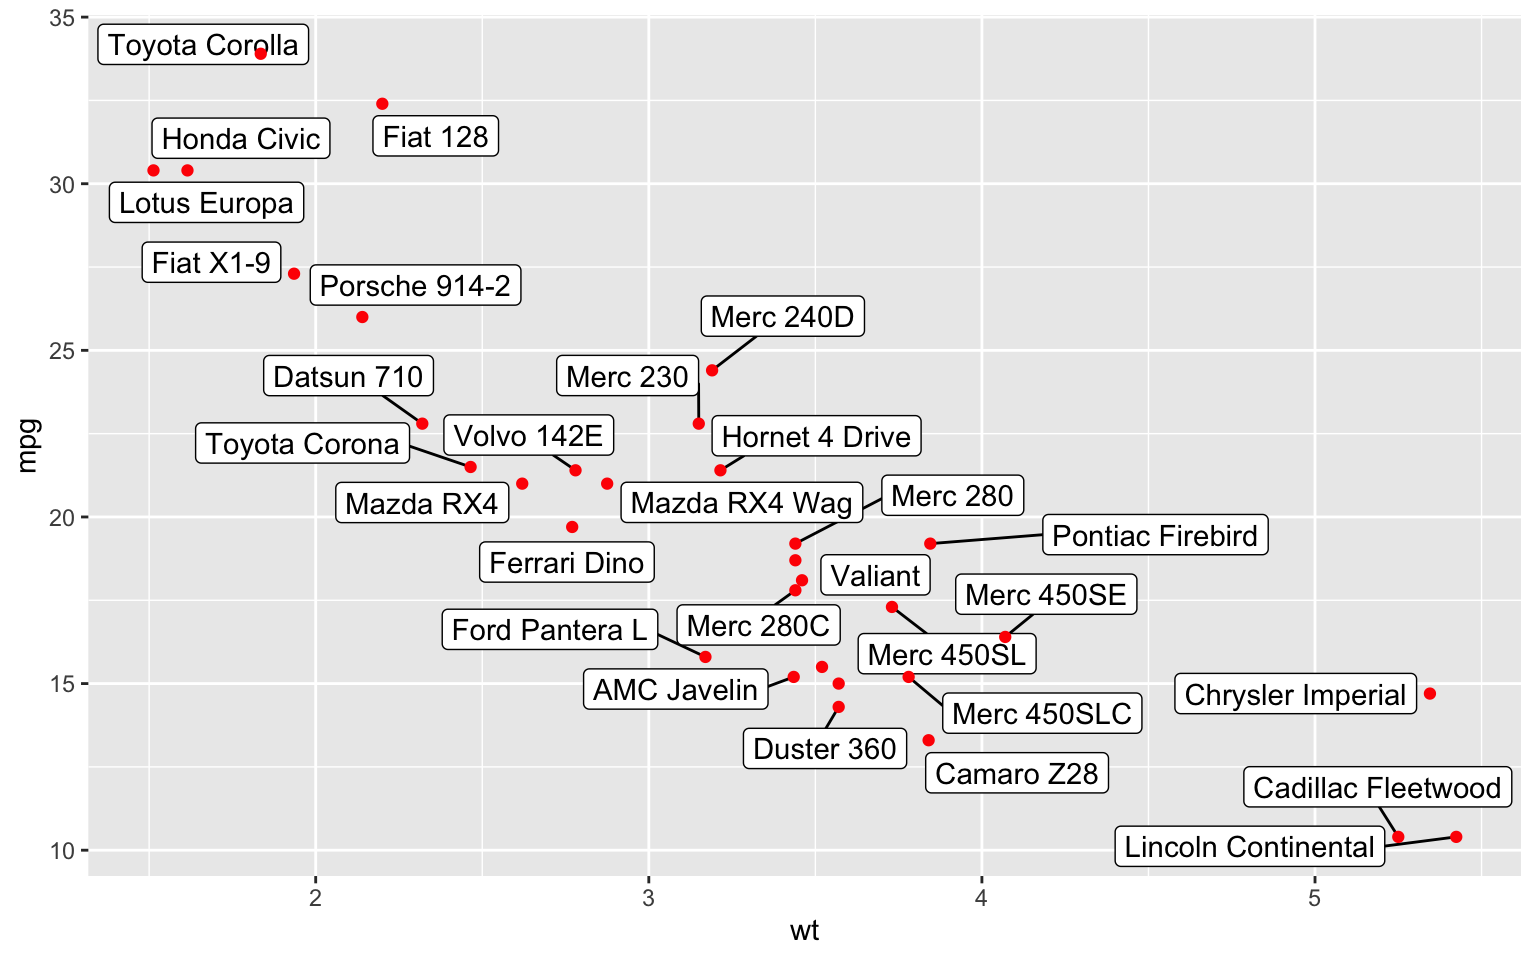 35
Toyota Corolla
Fiat 128
Honda Civic
30
Lotus Europa
Fiat X1-9
Porsche 914-2
Merc 240D
25
Datsun 710
Merc 230
Toyota Corona
Volvo 142E
Hornet 4 Drive
mpg
Mazda RX4
Mazda RX4 Wag
Merc 280
20
Ferrari Dino
Pontiac Firebird
Valiant
Merc 450SE
Ford Pantera L
Merc 280C
Merc 450SL
15
AMC Javelin
Chrysler Imperial
Merc 450SLC
Duster 360
Camaro Z28
Cadillac Fleetwood
10
Lincoln Continental
2
3
4
5
wt